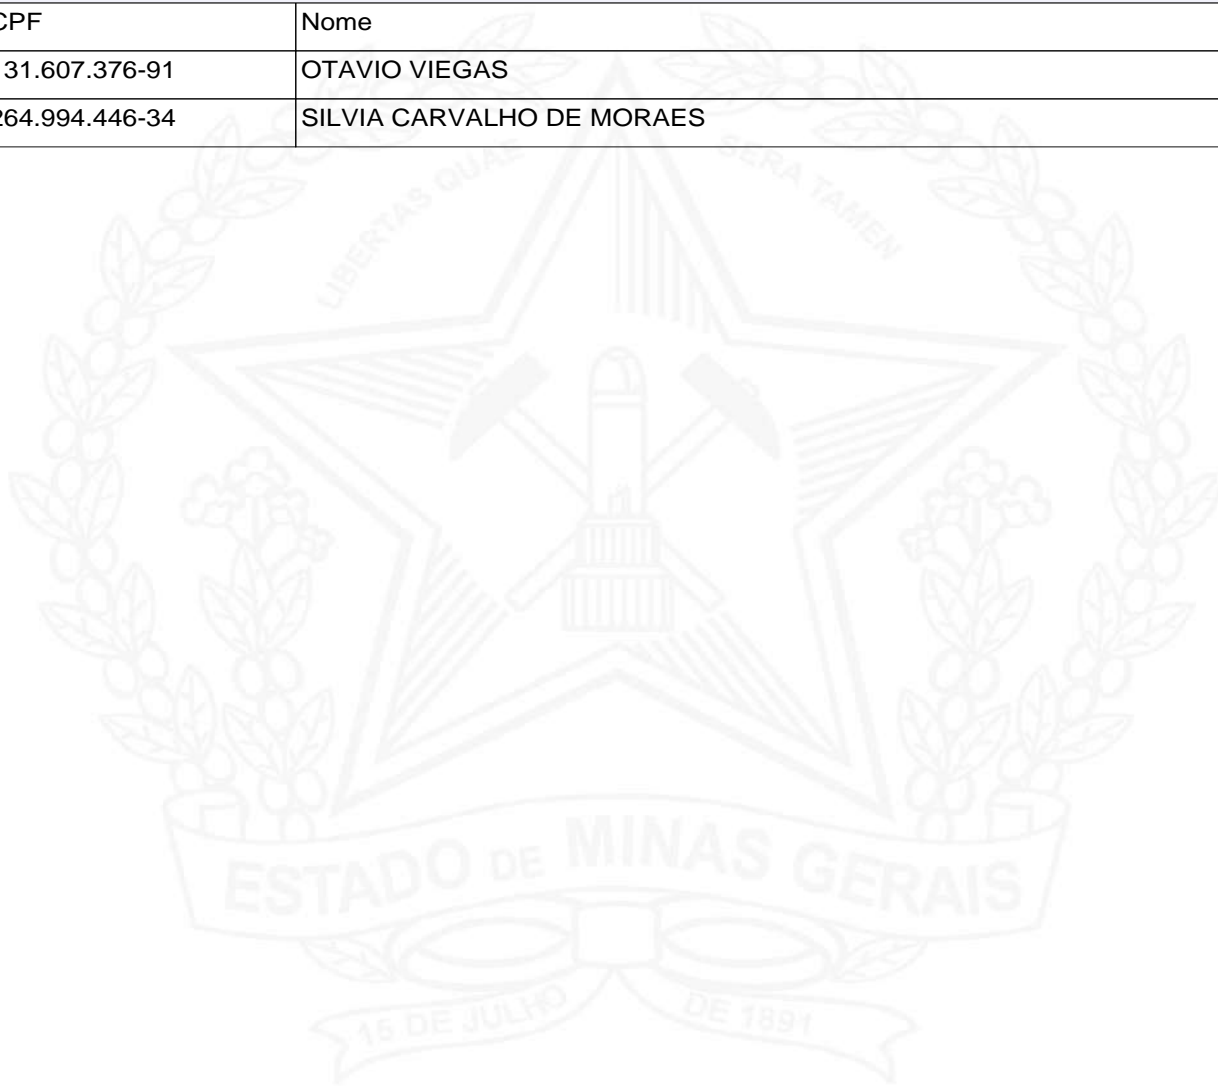 CPF Nome
31.607.376-91 OTAVIO VIEGAS
264.994.446-34 SILVIA CARVALHO DE MORAES
LIBERTAS QUAE SERA TAMEN
ESTADO DE MINAS GERAIS
15 DE JULHO DE 1891